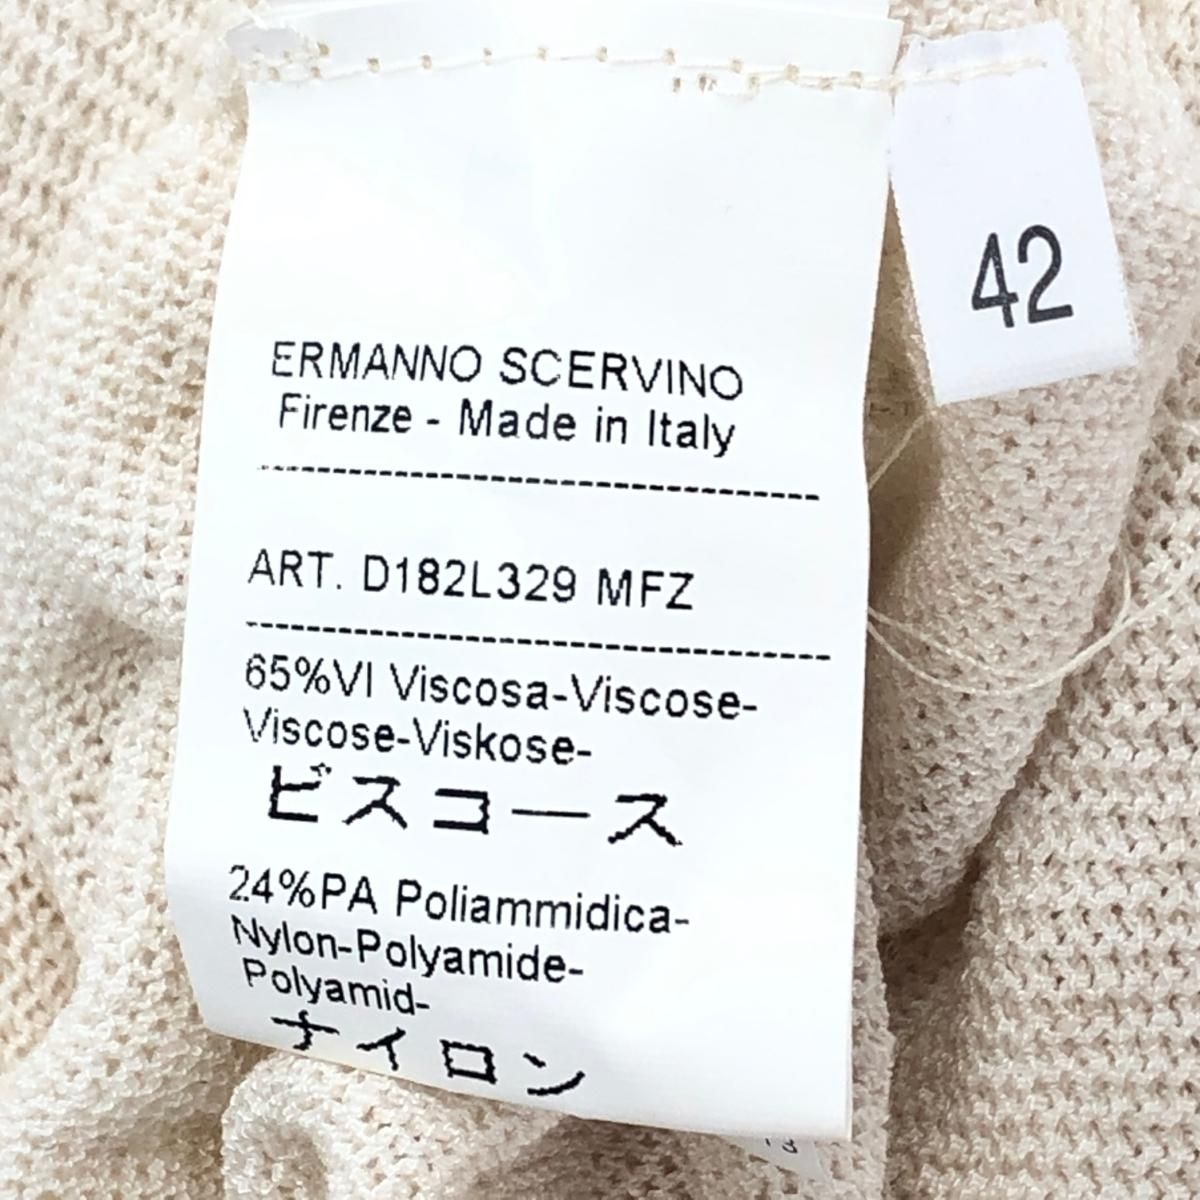 ERMANNO SCERVINO
Firenze - Made in Italy
ART. D182L329 MFZ
65%VI Viscosa-Viscose-
Viscose-Viskose-
ビスコース
24%PA Poliammidica-
Nylon-Polyamide-
Polyamid-
ナイロン
42